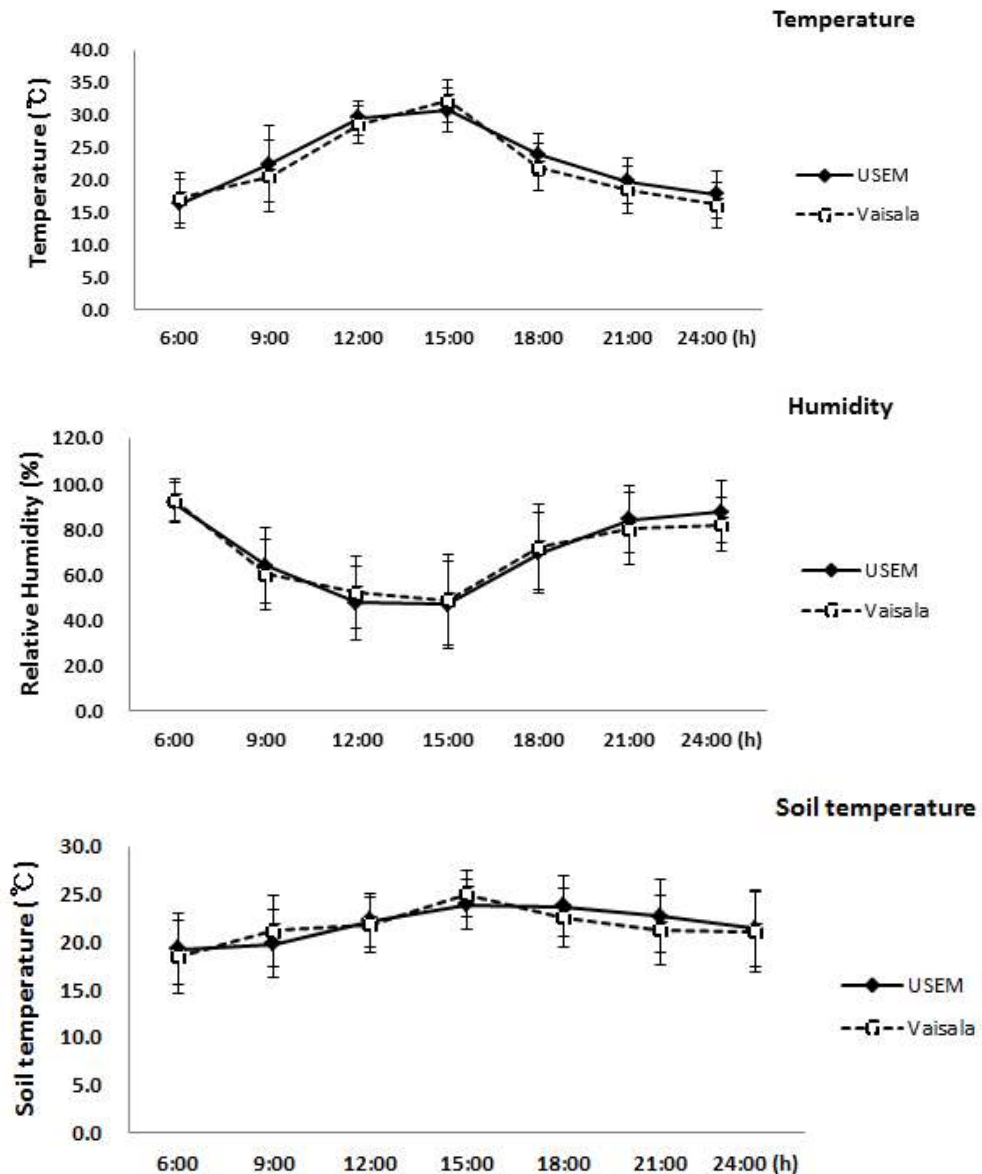 Temperature
Temperature (℃)
40.0
35.0
30.0
25.0
20.0
15.0
10.0
5.0
0.0
6:00 9:00 12:00 15:00 18:00 21:00 24:00 (h)
USEM
Vaisala
Humidity
Relative Humidity (%)
120.0
100.0
80.0
60.0
40.0
20.0
0.0
6:00 9:00 12:00 15:00 18:00 21:00 24:00 (h)
USEM
Vaisala
Soil temperature
Soil temperature (℃)
30.0
25.0
20.0
15.0
10.0
5.0
0.0
6:00 9:00 12:00 15:00 18:00 21:00 24:00 (h)
USEM
Vaisala